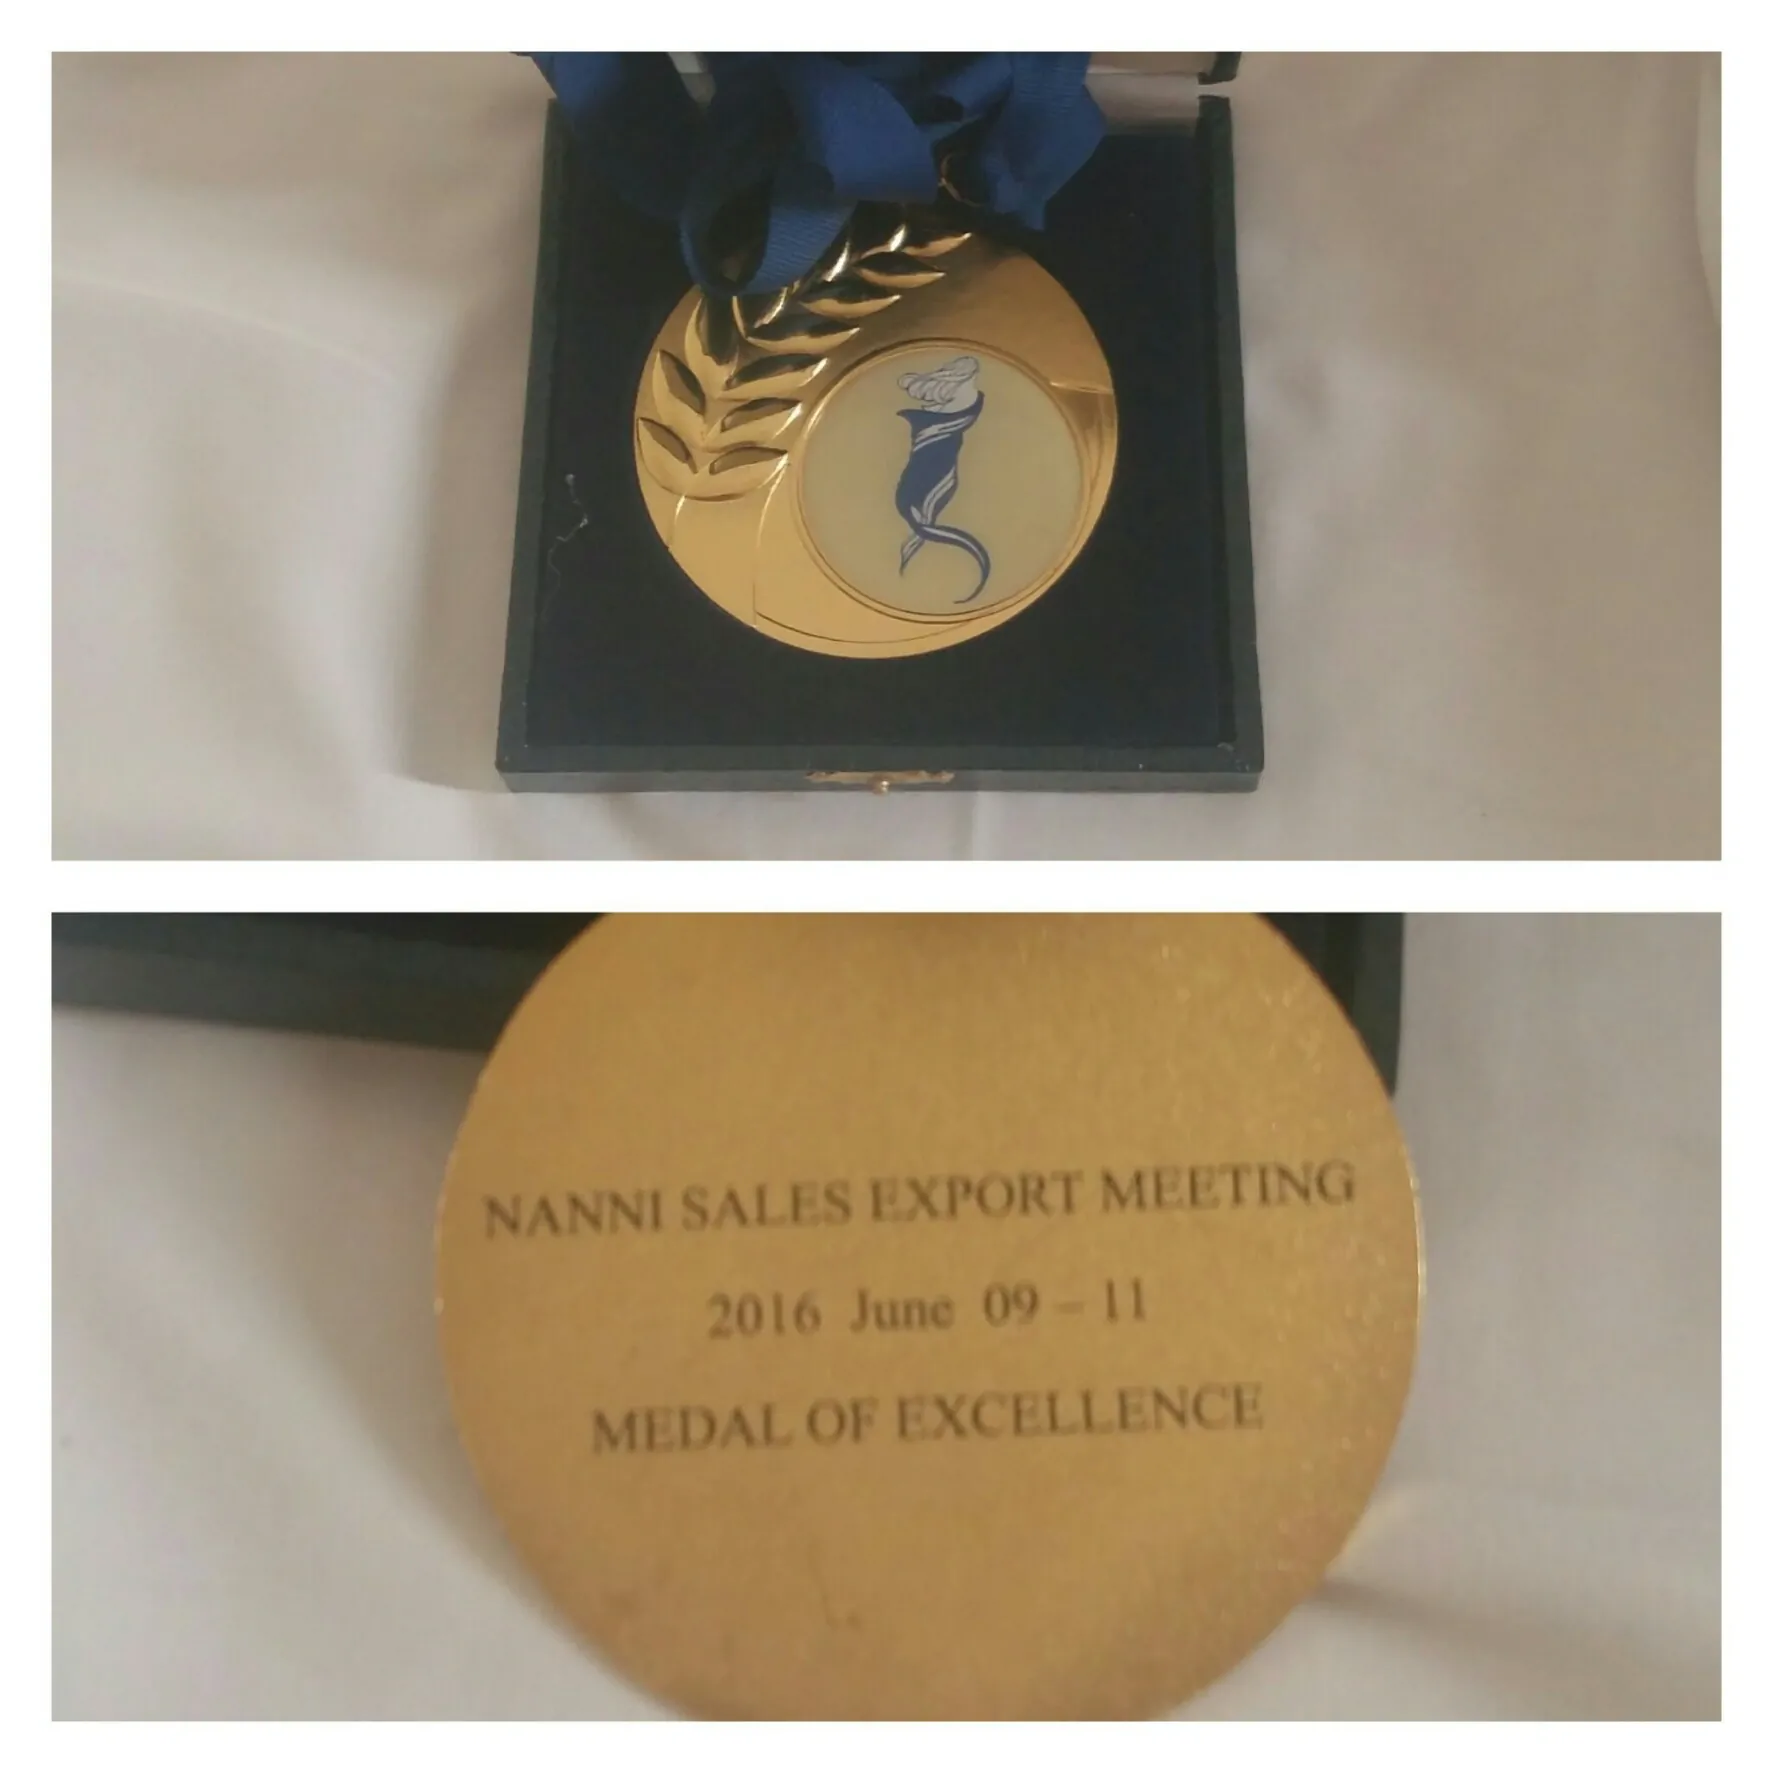 NANNI SALES EXPORT MEETING
2016 June 09 – 11
MEDAL OF EXCELLENCE